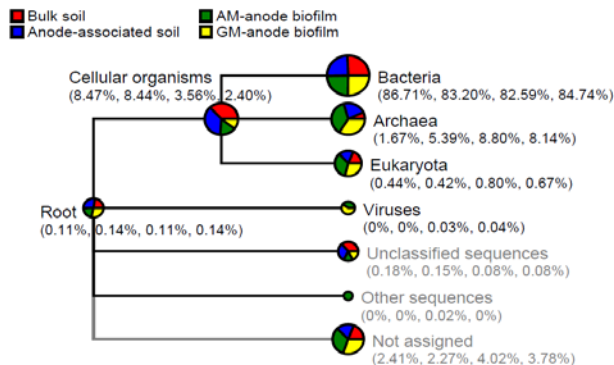 Bulk soil
AM-anode biofilm
Anode-associated soil
GM-anode biofilm
Cellular organisms
(8.47%, 8.44%, 3.56%, 2.40%)
Bacteria
(86.71%, 83.20%, 82.59%, 84.74%)
Archaea
(1.67%, 5.39%, 8.80%, 8.14%)
Eukaryota
(0.44%, 0.42%, 0.80%, 0.67%)
Root
(0.11%, 0.14%, 0.11%, 0.14%)
Viruses
(0%, 0%, 0.03%, 0.04%)
Unclassified sequences
(0.18%, 0.15%, 0.08%, 0.08%)
Other sequences
(0%, 0%, 0.02%, 0%)
Not assigned
(2.41%, 2.27%, 4.02%, 3.78%)